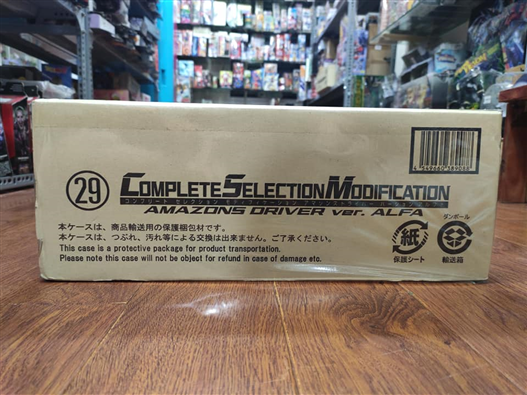 29
COMPLETE SELECTION MODIFICATION
AMAZONS DRIVER ver. ALFA
本ケースは、商品輸送用の保護梱包材です。
本ケースは、つぶれ、汚れ等による交換は出来ません。ご了承ください。
This case is a protective package for product transportation.
Please note this case will not be object for refund in case of damage etc.
紙
保護シート
ダンボール
輸送箱